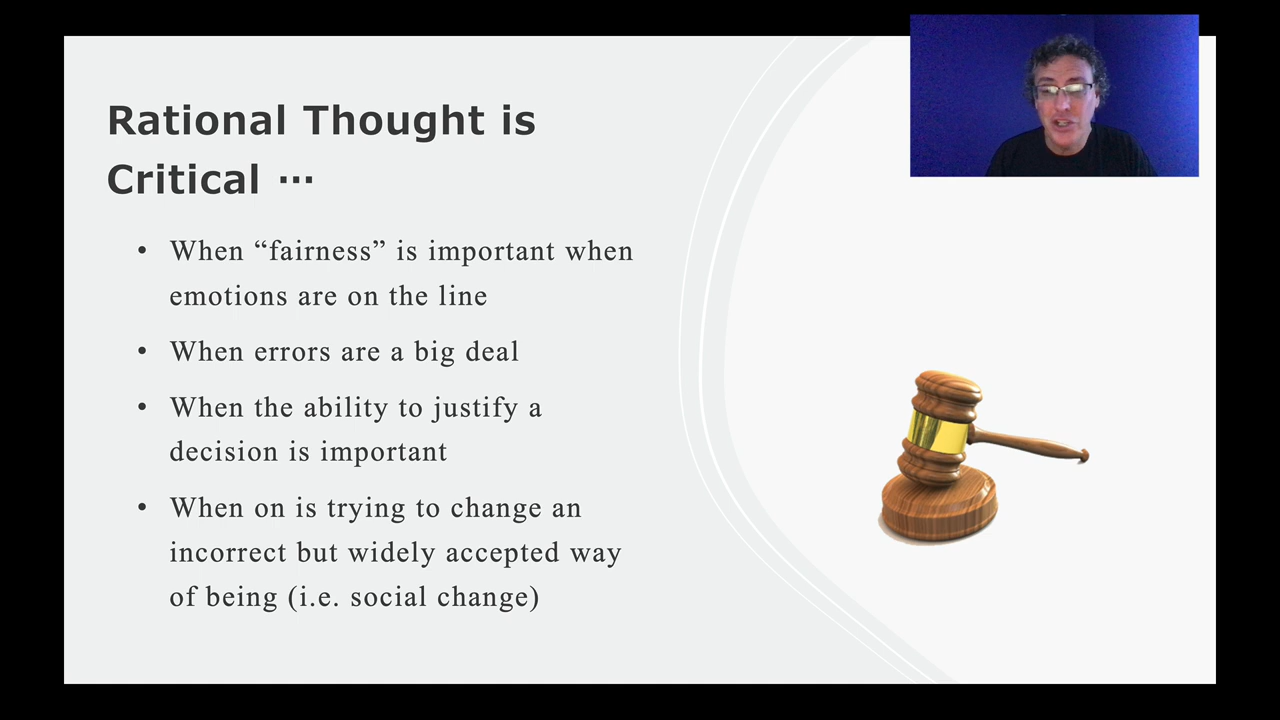 Rational Thought is
Critical ⋯
• When “fairness” is important when
emotions are on the line
• When errors are a big deal
• When the ability to justify a
decision is important
• When on is trying to change an
incorrect but widely accepted way
of being (i.e. social change)